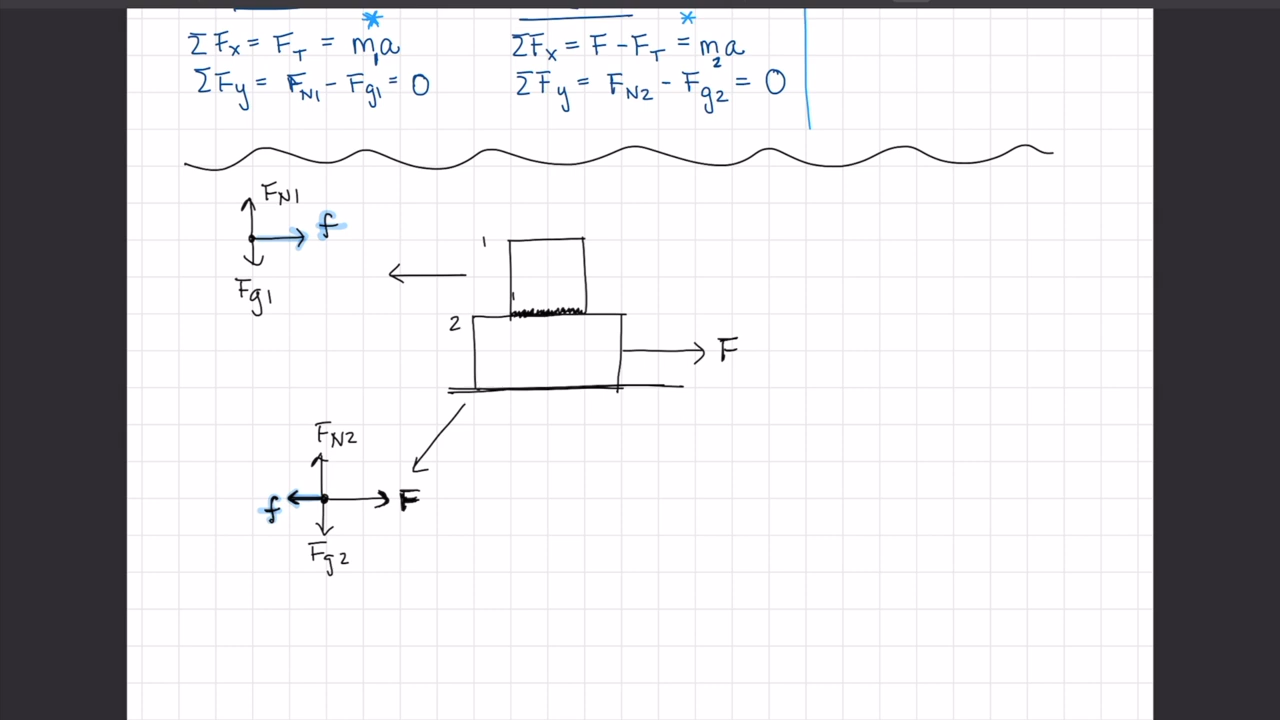 * *
ΣFx = FT = m1a ΣFx = F - FT = m2a
ΣFy = FN1 - Fg1 = 0 ΣFy = FN2 - Fg2 = 0
FN1
f
Fg1
1
2
F
FN2
f F
Fg2